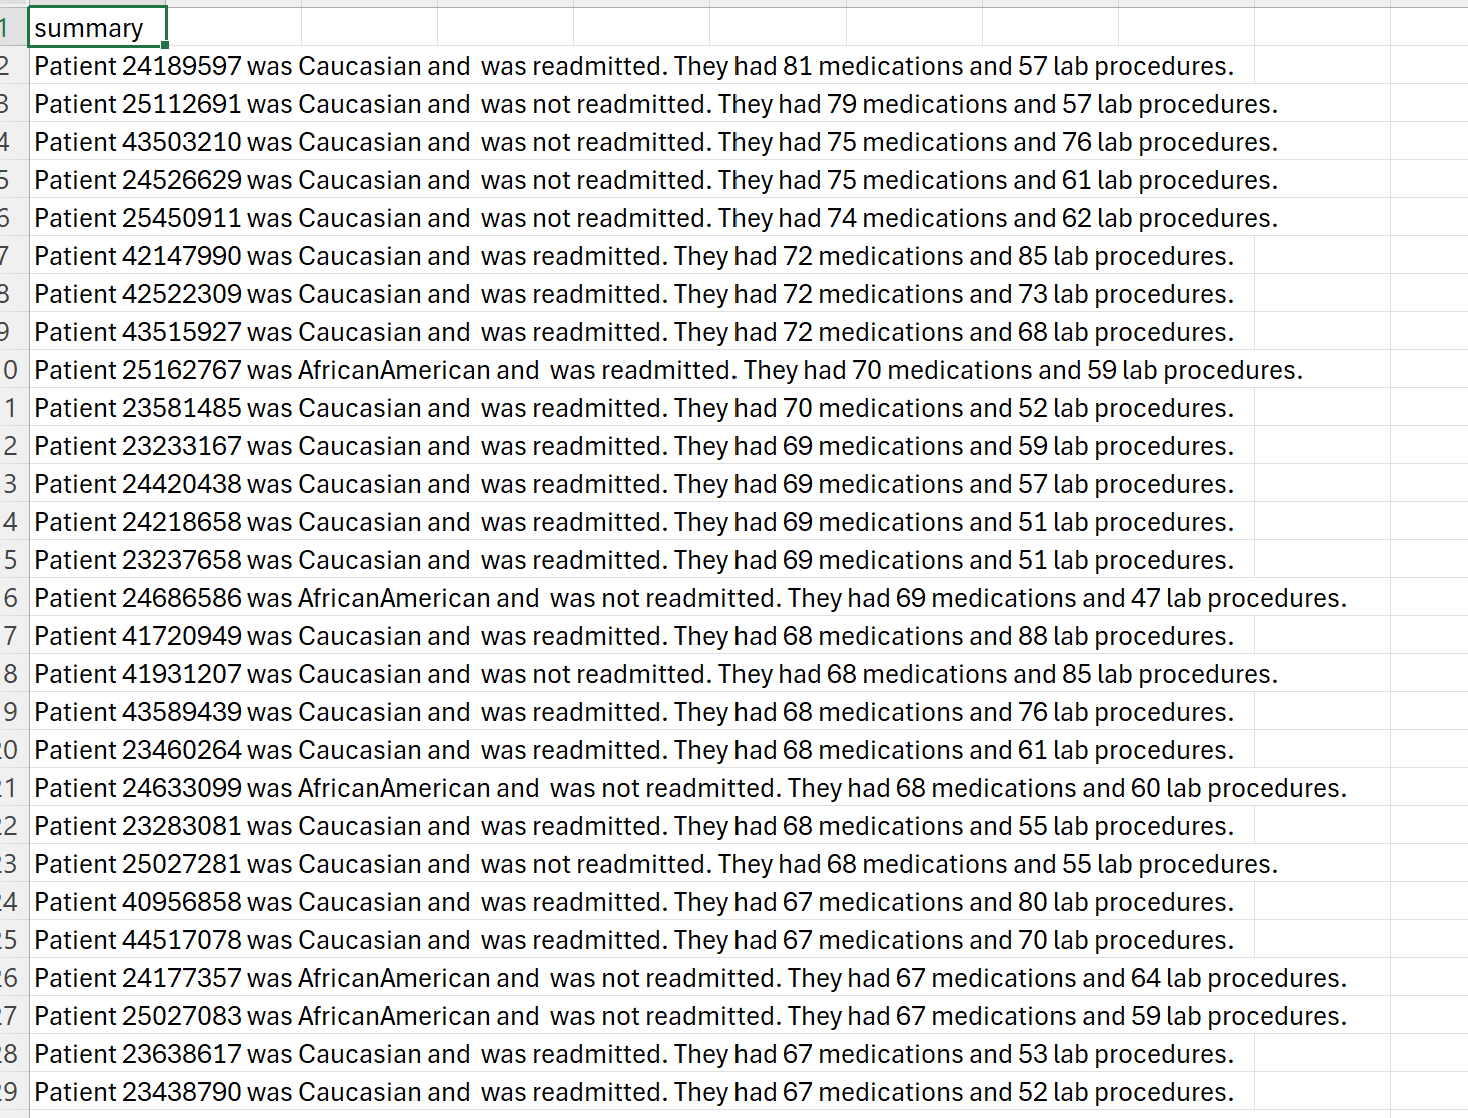 1 summary
2 Patient 24189597 was Caucasian and  was readmitted. They had 81 medications and 57 lab procedures.
3 Patient 25112691 was Caucasian and  was not readmitted. They had 79 medications and 57 lab procedures.
4 Patient 43503210 was Caucasian and  was not readmitted. They had 75 medications and 76 lab procedures.
5 Patient 24526629 was Caucasian and  was not readmitted. They had 75 medications and 61 lab procedures.
6 Patient 25450911 was Caucasian and  was not readmitted. They had 74 medications and 62 lab procedures.
7 Patient 42147990 was Caucasian and  was readmitted. They had 72 medications and 85 lab procedures.
8 Patient 42522309 was Caucasian and  was readmitted. They had 72 medications and 73 lab procedures.
9 Patient 43515927 was Caucasian and  was readmitted. They had 72 medications and 68 lab procedures.
0 Patient 25162767 was AfricanAmerican and  was readmitted. They had 70 medications and 59 lab procedures.
1 Patient 23581485 was Caucasian and  was readmitted. They had 70 medications and 52 lab procedures.
2 Patient 23233167 was Caucasian and  was readmitted. They had 69 medications and 59 lab procedures.
3 Patient 24420438 was Caucasian and  was readmitted. They had 69 medications and 57 lab procedures.
4 Patient 24218658 was Caucasian and  was readmitted. They had 69 medications and 51 lab procedures.
5 Patient 23237658 was Caucasian and  was readmitted. They had 69 medications and 51 lab procedures.
6 Patient 24686586 was AfricanAmerican and  was not readmitted. They had 69 medications and 47 lab procedures.
7 Patient 41720949 was Caucasian and  was readmitted. They had 68 medications and 88 lab procedures.
8 Patient 41931207 was Caucasian and  was not readmitted. They had 68 medications and 85 lab procedures.
9 Patient 43589439 was Caucasian and  was readmitted. They had 68 medications and 76 lab procedures.
0 Patient 23460264 was Caucasian and  was readmitted. They had 68 medications and 61 lab procedures.
1 Patient 24633099 was AfricanAmerican and  was not readmitted. They had 68 medications and 60 lab procedures.
2 Patient 23283081 was Caucasian and  was readmitted. They had 68 medications and 55 lab procedures.
3 Patient 25027281 was Caucasian and  was not readmitted. They had 68 medications and 55 lab procedures.
4 Patient 40956858 was Caucasian and  was readmitted. They had 67 medications and 80 lab procedures.
5 Patient 44517078 was Caucasian and  was readmitted. They had 67 medications and 70 lab procedures.
6 Patient 24177357 was AfricanAmerican and  was not readmitted. They had 67 medications and 64 lab procedures.
7 Patient 25027083 was AfricanAmerican and  was not readmitted. They had 67 medications and 59 lab procedures.
8 Patient 23638617 was Caucasian and  was readmitted. They had 67 medications and 53 lab procedures.
9 Patient 23438790 was Caucasian and  was readmitted. They had 67 medications and 52 lab procedures.